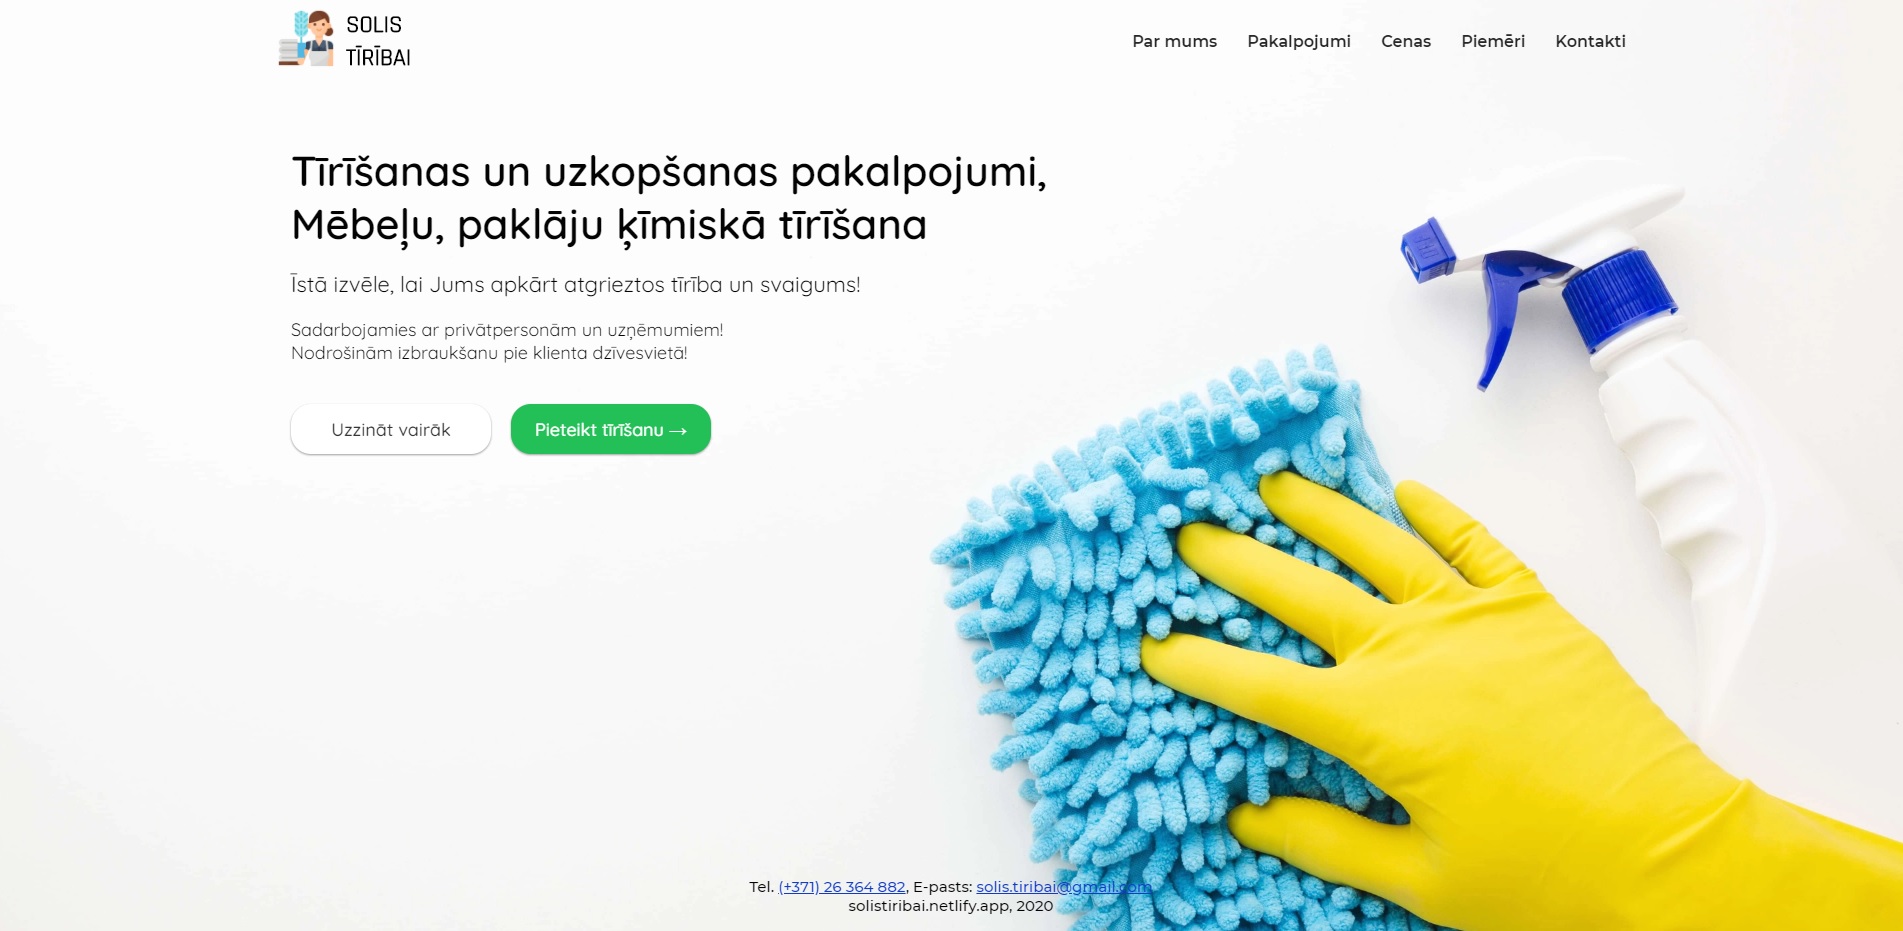 SOLIS
TĪRĪBAI
Par mums Pakalpojumi Cenas Piemēri Kontakti
Tīrīšanas un uzkopšanas pakalpojumi,
Mēbeļu, paklāju ķīmiskā tīrīšana
Īstā izvēle, lai Jums apkārt atgrieztos tīrība un svaigums!
Sadarbojamies ar privātpersonām un uzņēmumiem!
Nodrošinām izbraukšanu pie klienta dzīvesvietā!
Uzzināt vairāk Pieteikt tīrīšanu →
Tel. (+371) 26 364 882, E-pasts: solis.tiribai@gmail.com
solistiribai.netlify.app, 2020